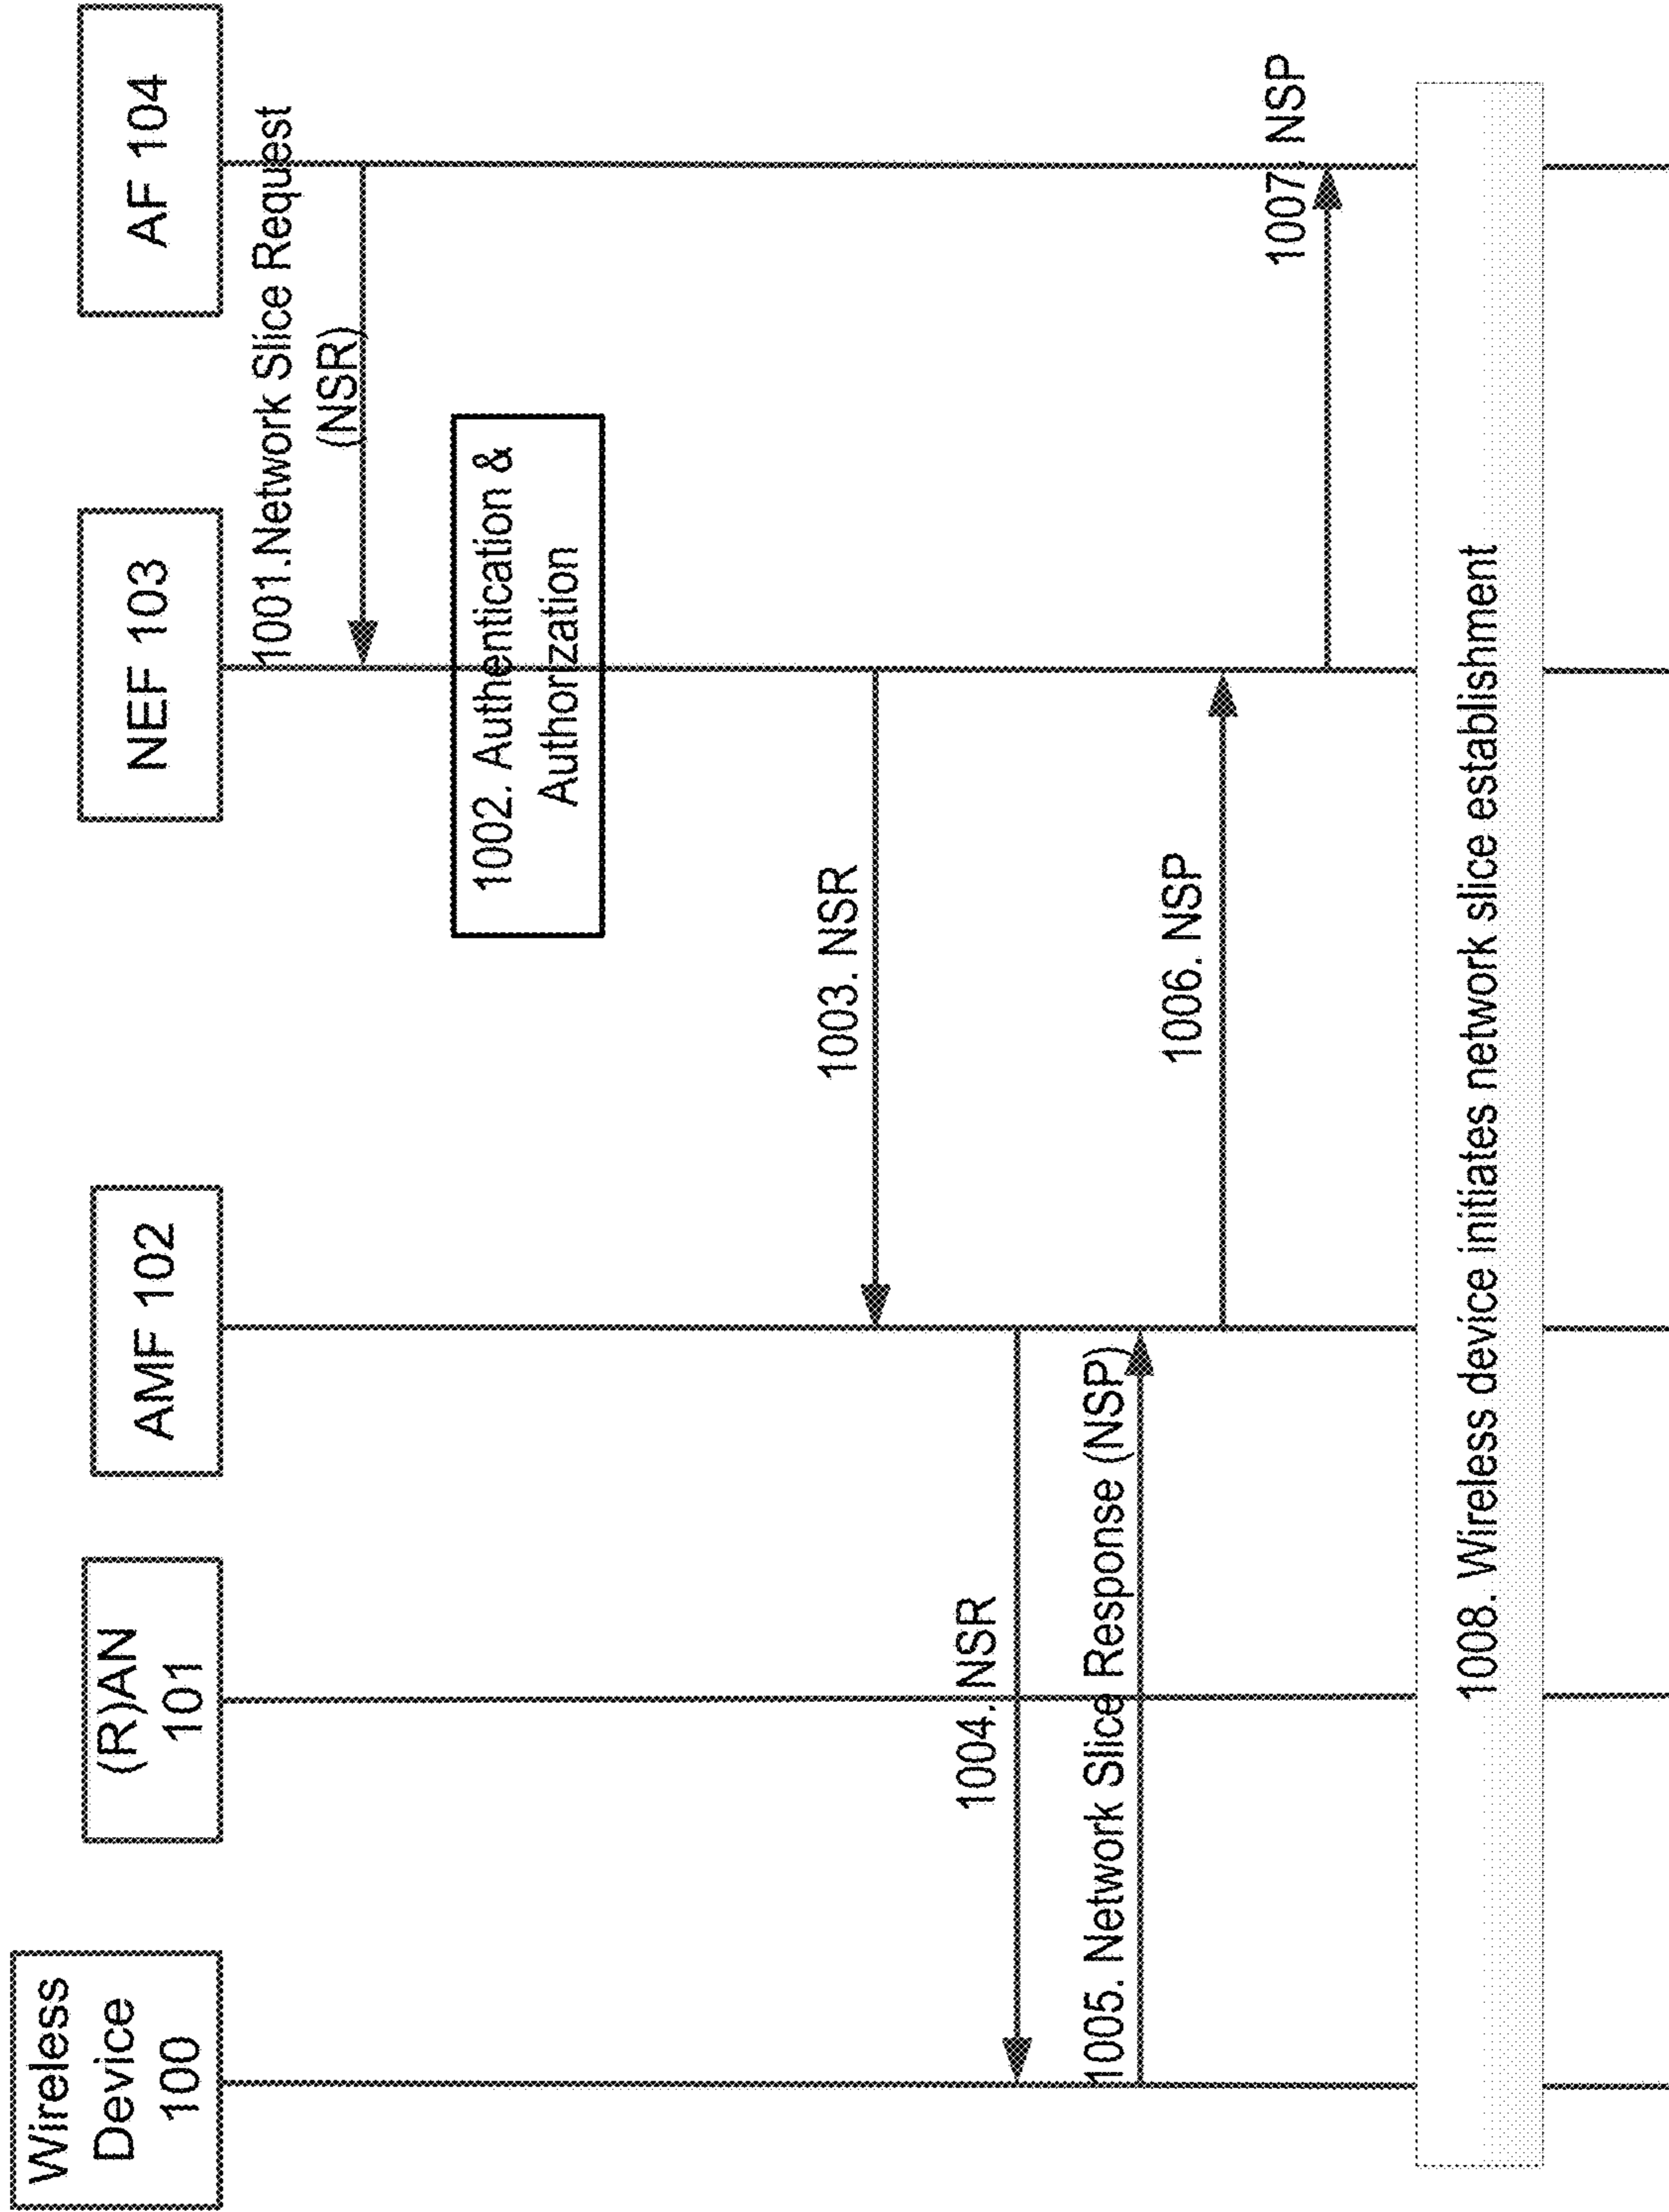 Wireless
Device
100
(R)AN
101
AMF 102
NEF 103
AF 104
1001.Network Slice Request
(NSR)
1002. Authentication &
Authorization
1003. NSR
1004. NSR
1005. Network Slice Response (NSP)
1006. NSP
1007. NSP
1008. Wireless device initiates network slice establishment